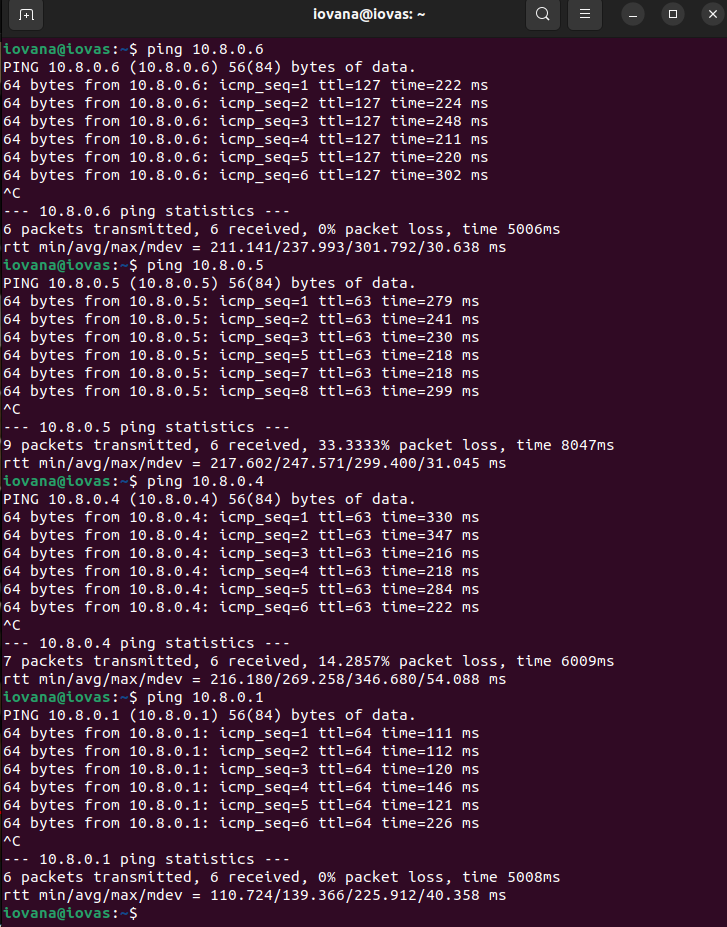 iovana@iovas: ~
iovana@iovas:~$ ping 10.8.0.6
PING 10.8.0.6 (10.8.0.6) 56(84) bytes of data.
64 bytes from 10.8.0.6: icmp_seq=1 ttl=127 time=222 ms
64 bytes from 10.8.0.6: icmp_seq=2 ttl=127 time=224 ms
64 bytes from 10.8.0.6: icmp_seq=3 ttl=127 time=248 ms
64 bytes from 10.8.0.6: icmp_seq=4 ttl=127 time=211 ms
64 bytes from 10.8.0.6: icmp_seq=5 ttl=127 time=220 ms
64 bytes from 10.8.0.6: icmp_seq=6 ttl=127 time=302 ms
^C
--- 10.8.0.6 ping statistics ---
6 packets transmitted, 6 received, 0% packet loss, time 5006ms
rtt min/avg/max/mdev = 211.141/237.993/301.792/30.638 ms
iovana@iovas:~$ ping 10.8.0.5
PING 10.8.0.5 (10.8.0.5) 56(84) bytes of data.
64 bytes from 10.8.0.5: icmp_seq=1 ttl=63 time=279 ms
64 bytes from 10.8.0.5: icmp_seq=2 ttl=63 time=241 ms
64 bytes from 10.8.0.5: icmp_seq=3 ttl=63 time=230 ms
64 bytes from 10.8.0.5: icmp_seq=5 ttl=63 time=218 ms
64 bytes from 10.8.0.5: icmp_seq=7 ttl=63 time=218 ms
64 bytes from 10.8.0.5: icmp_seq=8 ttl=63 time=299 ms
^C
--- 10.8.0.5 ping statistics ---
9 packets transmitted, 6 received, 33.3333% packet loss, time 8047ms
rtt min/avg/max/mdev = 217.602/247.571/299.400/31.045 ms
iovana@iovas:~$ ping 10.8.0.4
PING 10.8.0.4 (10.8.0.4) 56(84) bytes of data.
64 bytes from 10.8.0.4: icmp_seq=1 ttl=63 time=330 ms
64 bytes from 10.8.0.4: icmp_seq=2 ttl=63 time=347 ms
64 bytes from 10.8.0.4: icmp_seq=3 ttl=63 time=216 ms
64 bytes from 10.8.0.4: icmp_seq=4 ttl=63 time=218 ms
64 bytes from 10.8.0.4: icmp_seq=5 ttl=63 time=284 ms
64 bytes from 10.8.0.4: icmp_seq=6 ttl=63 time=222 ms
^C
--- 10.8.0.4 ping statistics ---
7 packets transmitted, 6 received, 14.2857% packet loss, time 6009ms
rtt min/avg/max/mdev = 216.180/269.258/346.680/54.088 ms
iovana@iovas:~$ ping 10.8.0.1
PING 10.8.0.1 (10.8.0.1) 56(84) bytes of data.
64 bytes from 10.8.0.1: icmp_seq=1 ttl=64 time=111 ms
64 bytes from 10.8.0.1: icmp_seq=2 ttl=64 time=112 ms
64 bytes from 10.8.0.1: icmp_seq=3 ttl=64 time=120 ms
64 bytes from 10.8.0.1: icmp_seq=4 ttl=64 time=146 ms
64 bytes from 10.8.0.1: icmp_seq=5 ttl=64 time=121 ms
64 bytes from 10.8.0.1: icmp_seq=6 ttl=64 time=226 ms
^C
--- 10.8.0.1 ping statistics ---
6 packets transmitted, 6 received, 0% packet loss, time 5008ms
rtt min/avg/max/mdev = 110.724/139.366/225.912/40.358 ms
iovana@iovas:~$